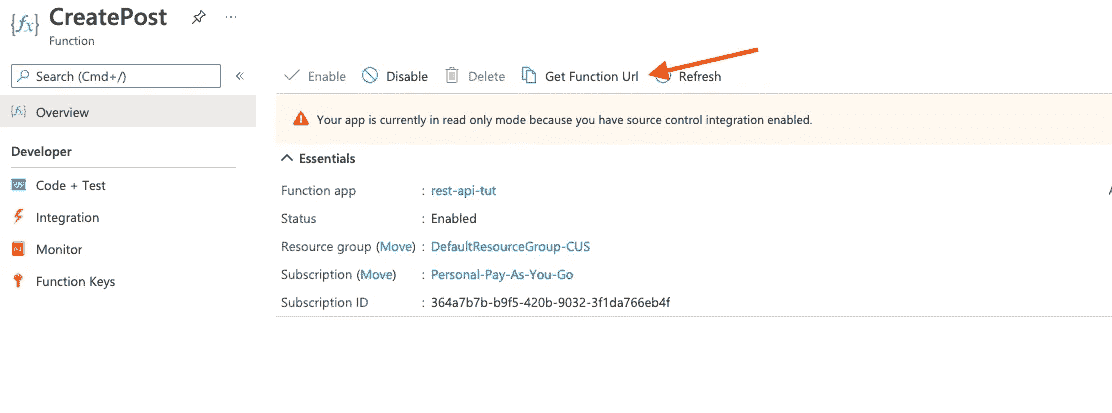 CreatePost
Function
Search (Cmd+/)
Overview
Developer
Code + Test
Integration
Monitor
Function Keys
Enable Disable Delete Get Function Url Refresh
Your app is currently in read only mode because you have source control integration enabled.
Essentials
Function app : rest-api-tut
Status : Enabled
Resource group (Move) : DefaultResourceGroup-CUS
Subscription (Move) : Personal-Pay-As-You-Go
Subscription ID : 364a7b7b-b9f5-420b-9032-3f1da766eb4f